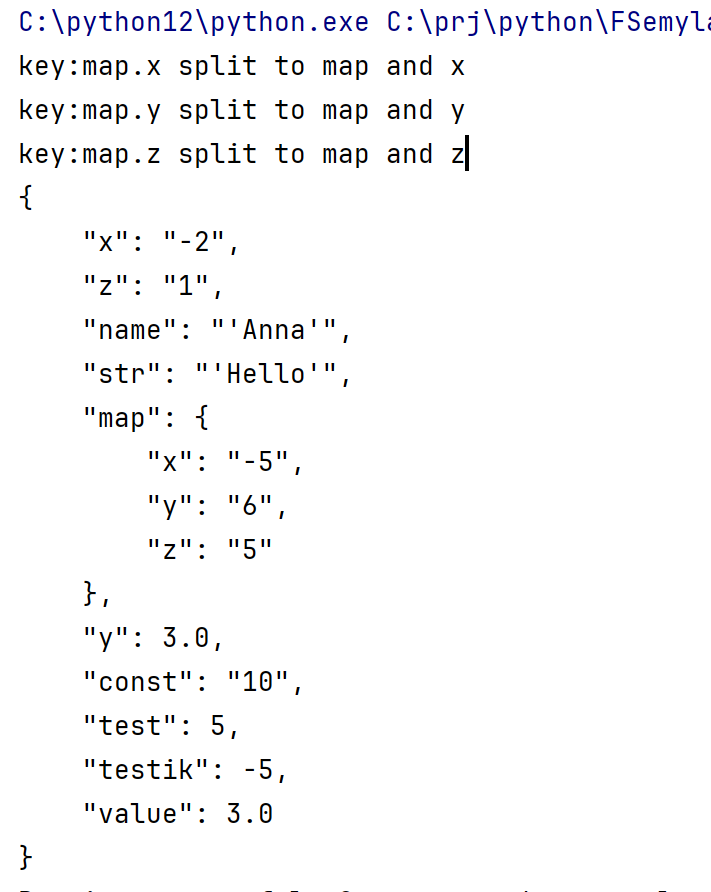 C:\python12\python.exe C:\prj\python\FSemyla
key:map.x split to map and x
key:map.y split to map and y
key:map.z split to map and z
{
    "x": "-2",
    "z": "1",
    "name": "'Anna'",
    "str": "'Hello'",
    "map": {
        "x": "-5",
        "y": "6",
        "z": "5"
    },
    "y": 3.0,
    "const": "10",
    "test": 5,
    "testik": -5,
    "value": 3.0
}